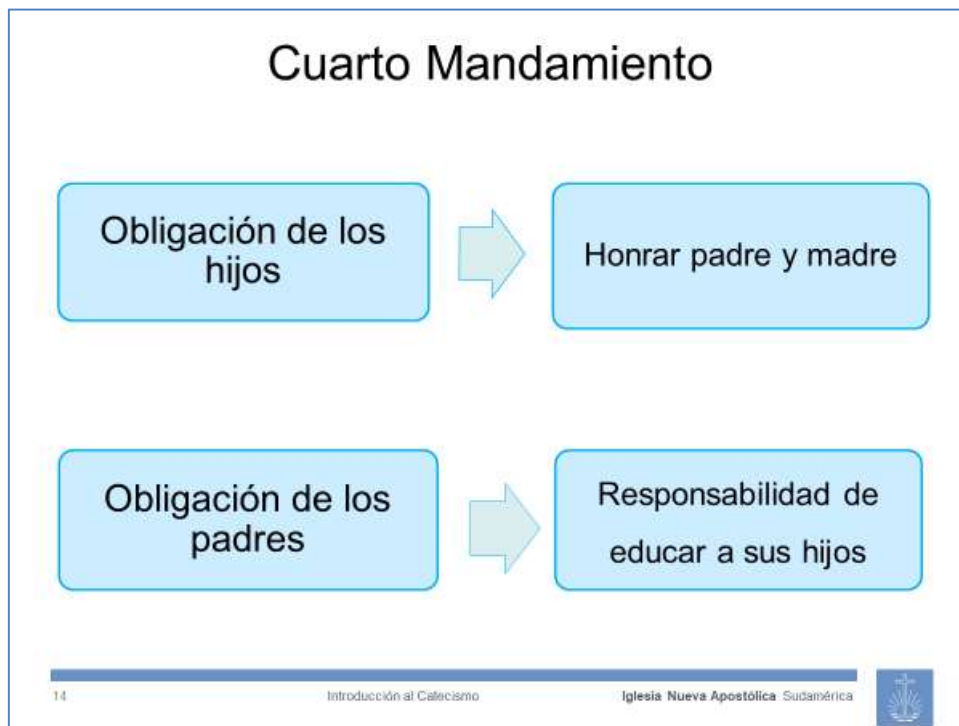 Cuarto Mandamiento
Obligación de los
hijos
Honrar padre y madre
Obligación de los
padres
Responsabilidad de
educar a sus hijos
14
Introducción al Catecismo
Iglesia Nueva Apostólica Sudamérica